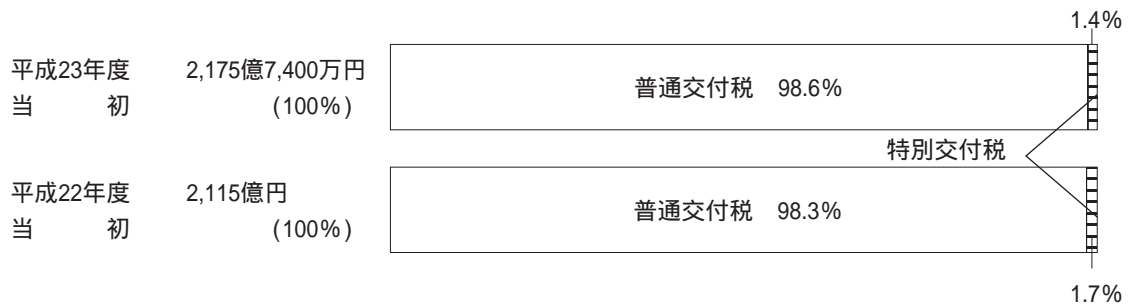 1.4%
平成23年度 2,175億7,400万円
当 初 (100%)
普通交付税 98.6%
特別交付税
平成22年度 2,115億円
当 初 (100%)
普通交付税 98.3%
1.7%